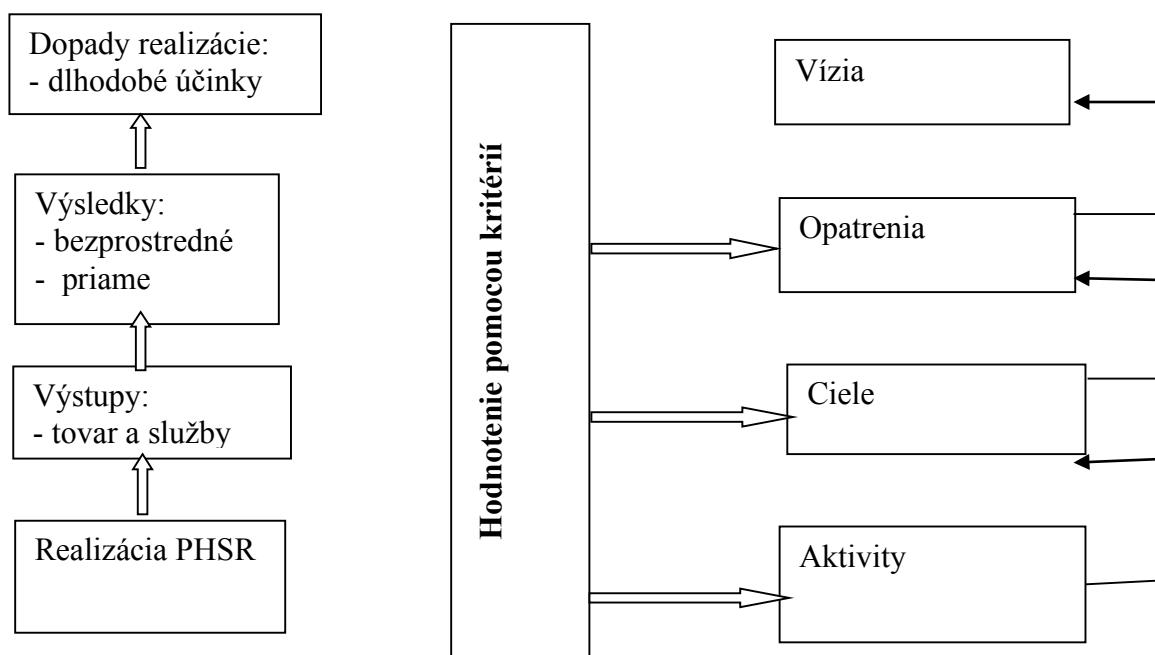 Dopady realizácie:
- dlhodobé účinky
Výsledky:
- bezprostredné
- priame
Výstupy:
- tovar a služby
Realizácia PHSR
Hodnotenie pomocou kritérií
Vízia
Opatrenia
Ciele
Aktivity